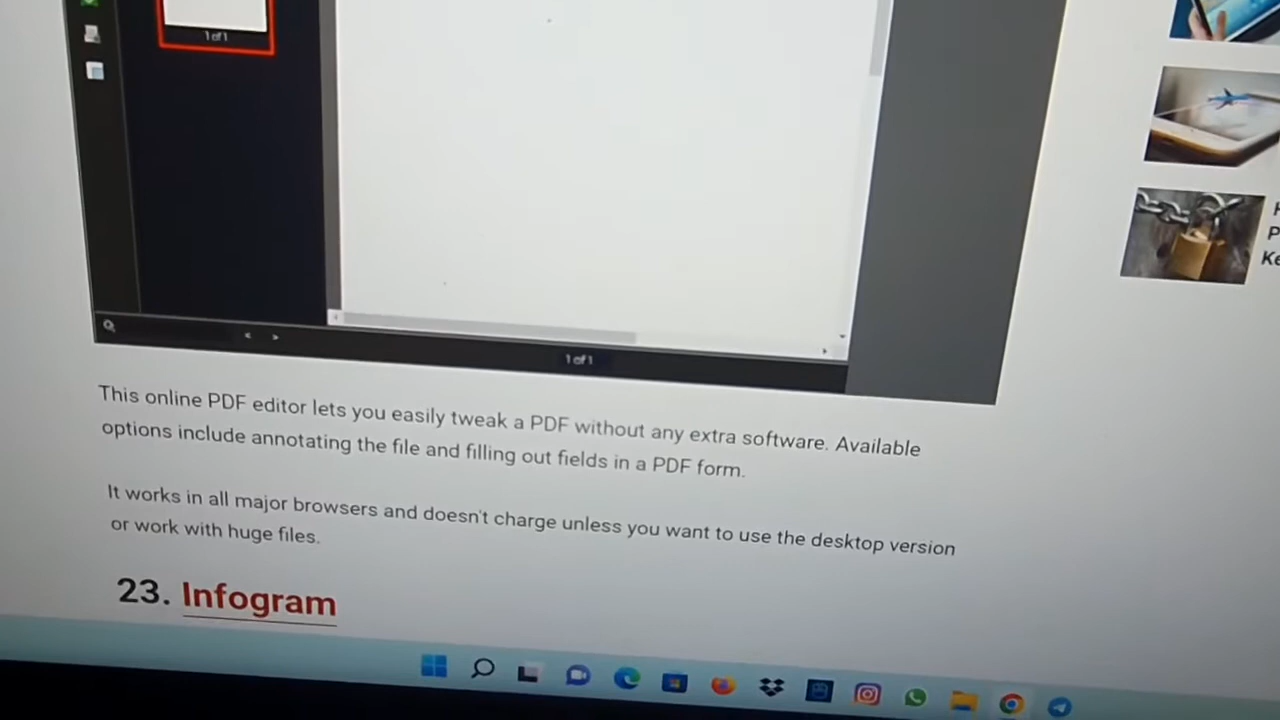 1 of 1
1 of 1
This online PDF editor lets you easily tweak a PDF without any extra software. Available
options include annotating the file and filling out fields in a PDF form.
It works in all major browsers and doesn't charge unless you want to use the desktop version
or work with huge files.
23. Infogram